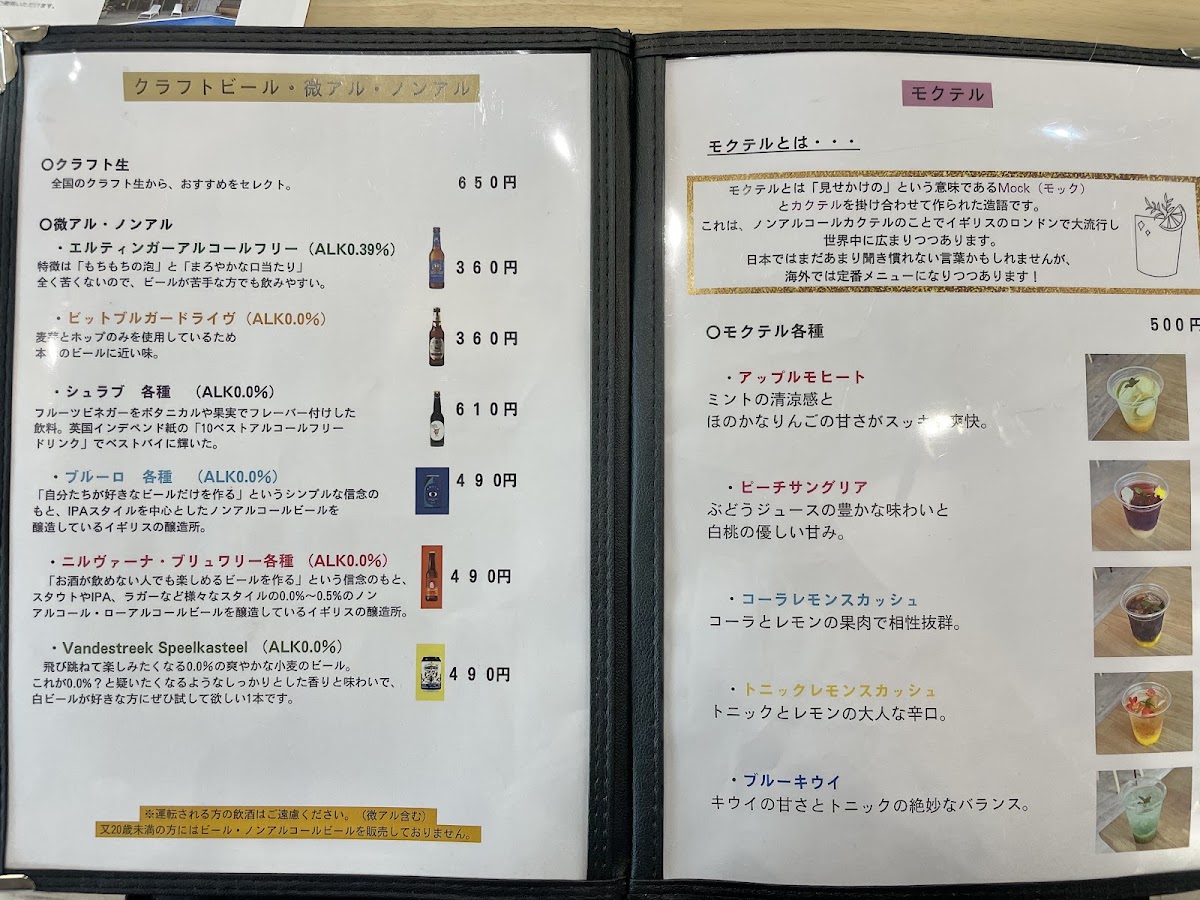 クラフトビール・微アル・ノンアル
〇クラフト生
全国のクラフト生から、おすすめをセレクト。
650円
〇微アル・ノンアル
・エルティンガーアルコールフリー（ALK0.39%）
特徴は「もちもちの泡」と「まろやかな口当たり」
全く苦くないので、ビールが苦手な方でも飲みやすい。
360円
・ビットブルガードライヴ（ALK0.0%）
麦芽とホップのみを使用しているため
本のビールに近い味。
360円
・シュラブ　各種　（ALK0.0%）
フルーツビネガーをボタニカルや果実でフレーバー付けした
飲料。英国インデペンド紙の「10ベストアルコールフリー
ドリンク」でベストバイに輝いた。
610円
・ブルーロ　各種　（ALK0.0%）
「自分たちが好きなビールだけを作る」というシンプルな信念の
もと、IPAスタイルを中心としたノンアルコールビールを
醸造しているイギリスの醸造所。
490円
・ニルヴァーナ・ブリュワリー各種 （ALK0.0%）
「お酒が飲めない人でも楽しめるビールを作る」という信念のもと、
スタウトやIPA、ラガーなど様々なスタイルの0.0%～0.5%のノン
アルコール・ローアルコールビールを醸造しているイギリスの醸造所。
490円
・Vandestreek Speelkasteel （ALK0.0%）
飛び跳ねて楽しみたくなる0.0%の爽やかな小麦のビール。
これが0.0%？と疑いたくなるようなしっかりとした香りと味わいで、
白ビールが好きな方にぜひ試して欲しい1本です。
490円
※運転される方の飲酒はご遠慮ください。（微アル含む）
又20歳未満の方にはビール・ノンアルコールビールを販売しておりません。
モクテル
モクテルとは・・・
モクテルとは「見せかけの」という意味であるMock（モック）
とカクテルを掛け合わせて作られた造語です。
これは、ノンアルコールカクテルのことでイギリスのロンドンで大流行し
世界中に広まりつつあります。
日本ではまだあまり聞き慣れない言葉かもしれませんが、
海外では定番メニューになりつつあります！
〇モクテル各種
500円
・アップルモヒート
ミントの清涼感と
ほのかなりんごの甘さがスッキ爽快。
・ピーチサングリア
ぶどうジュースの豊かな味わいと
白桃の優しい甘み。
・コーラレモンスカッシュ
コーラとレモンの果肉で相性抜群。
・トニックレモンスカッシュ
トニックとレモンの大人な辛口。
・ブルーキウイ
キウイの甘さとトニックの絶妙なバランス。